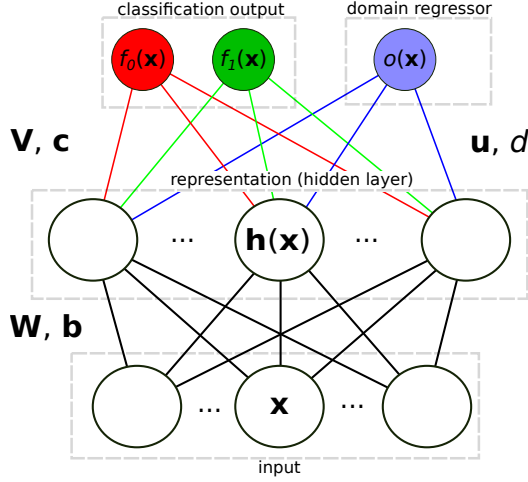 classification output
domain regressor
f₀(x)
f₁(x)
o(x)
V, c
u, d
representation (hidden layer)
...
h(x)
...
W, b
...
x
...
input